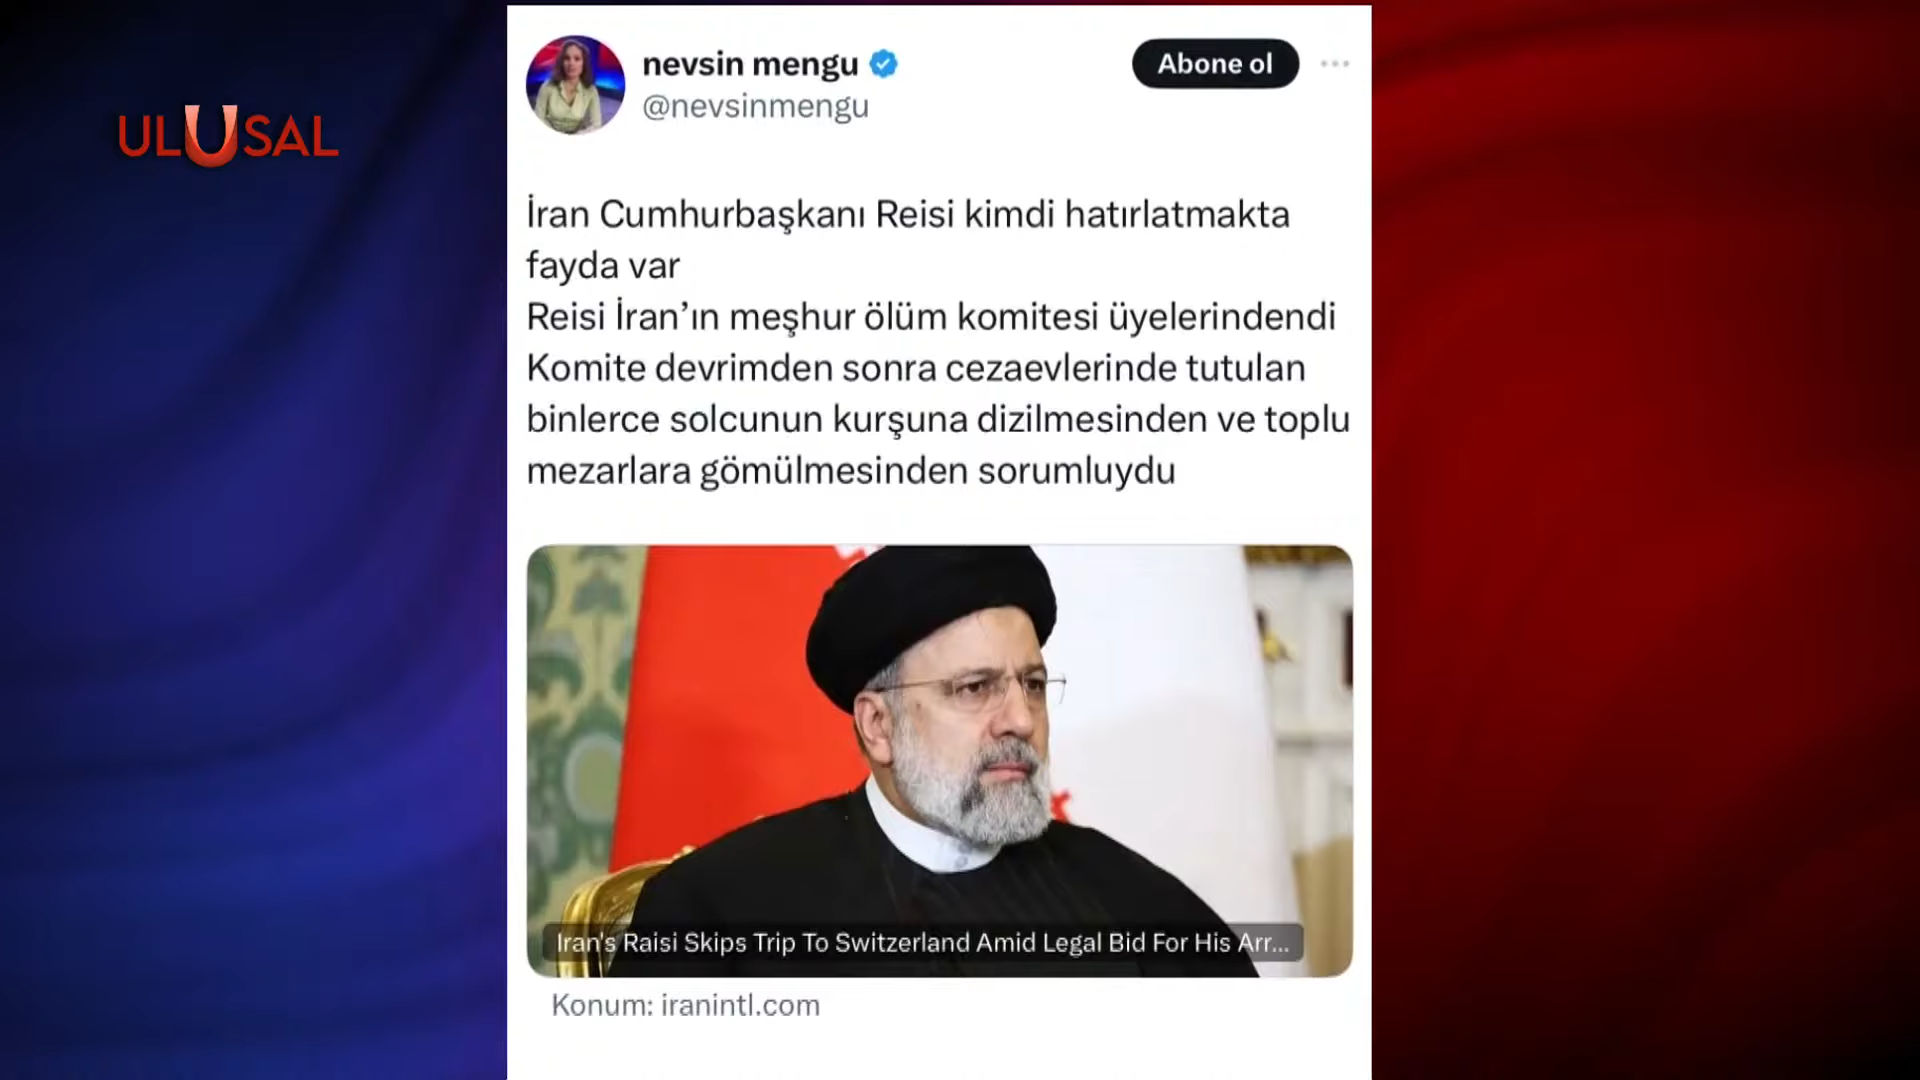 ULUSAL
nevsin mengu
@nevsinmengu
Abone ol
İran Cumhurbaşkanı Reisi kimdi hatırlatmakta
fayda var
Reisi İran’ın meşhur ölüm komitesi üyelerindendi
Komite devrimden sonra cezaevlerinde tutulan
binlerce solcunun kurşuna dizilmesinden ve toplu
mezarlara gömülmesinden sorumluydu
Iran's Raisi Skips Trip To Switzerland Amid Legal Bid For His Arr...
Konum: iranintl.com